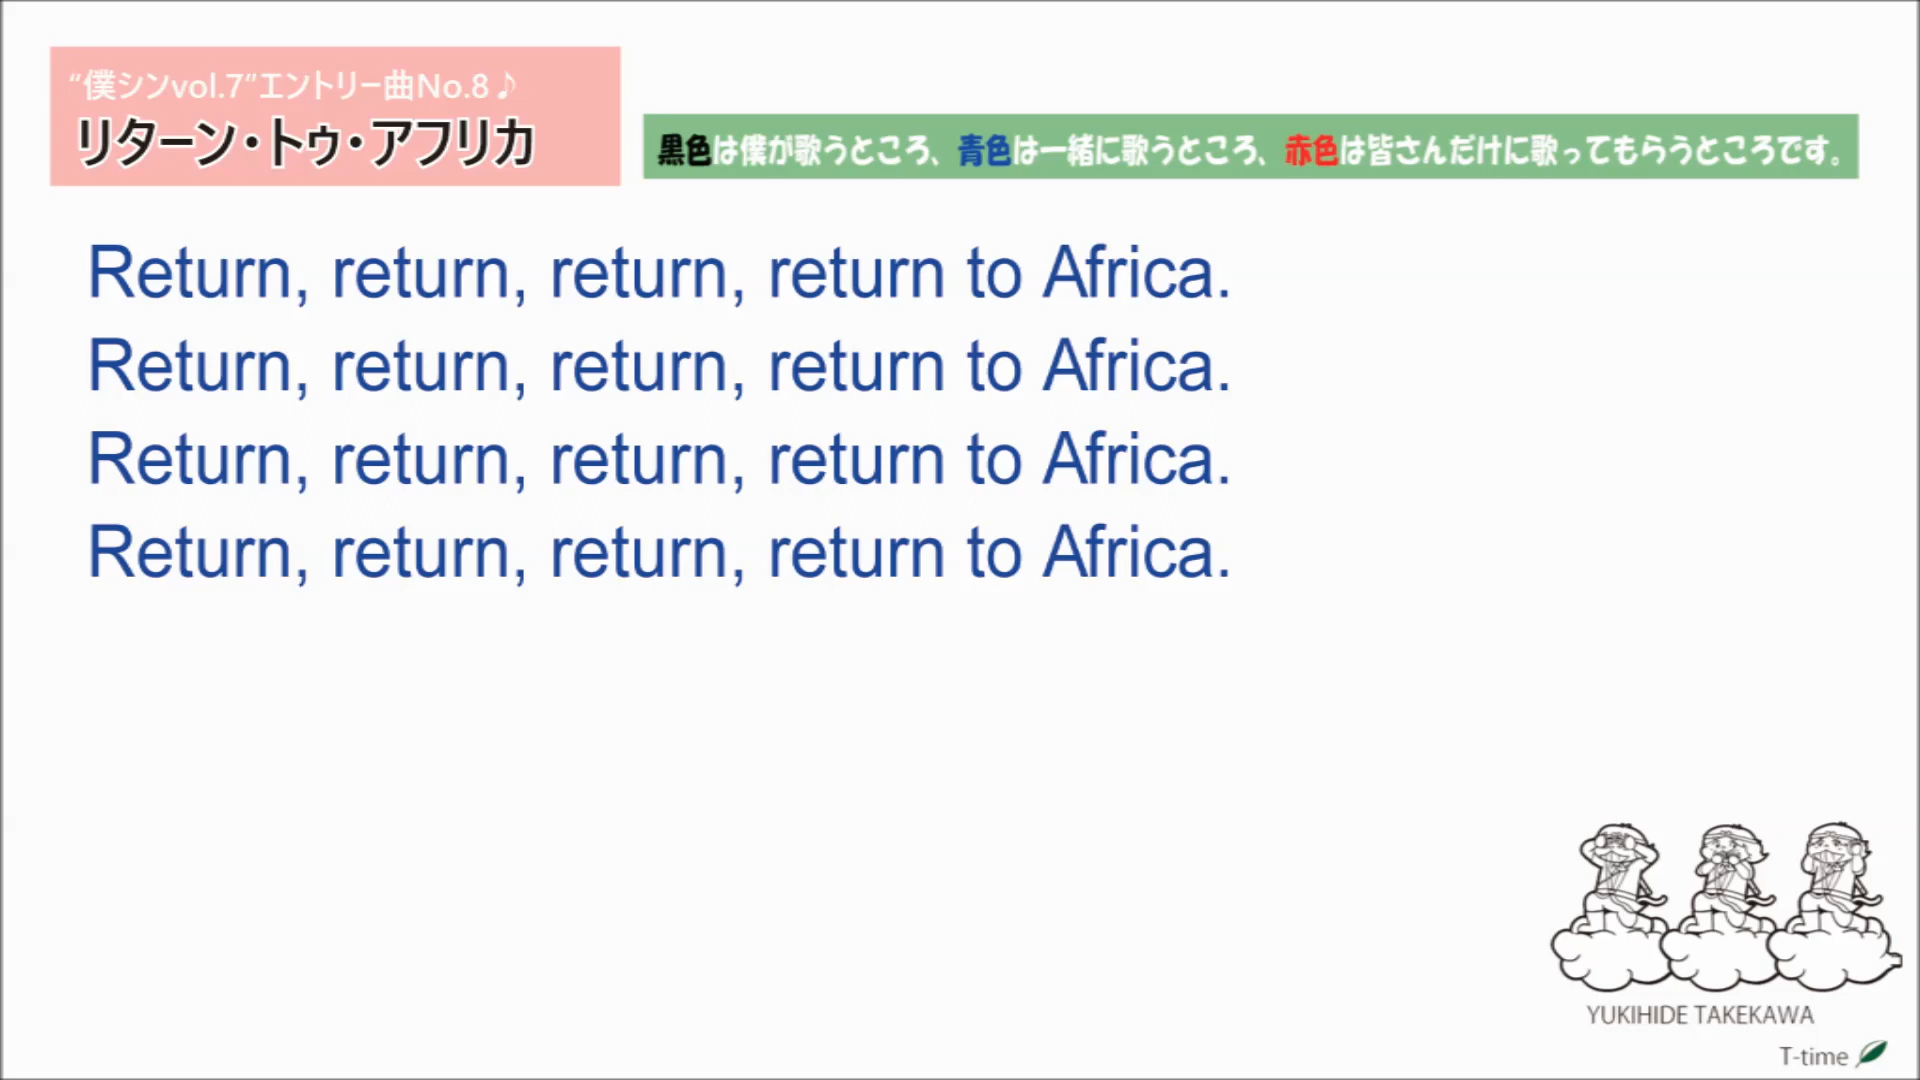 “僕シンvol.7”エントリー曲No.8♪
リターン・トゥ・アフリカ
黒色は僕が歌うところ、青色は一緒に歌うところ、赤色は皆さんだけに歌ってもらうところです。
Return, return, return, return to Africa.
Return, return, return, return to Africa.
Return, return, return, return to Africa.
Return, return, return, return to Africa.
YUKIHIDE TAKEKAWA
T-time